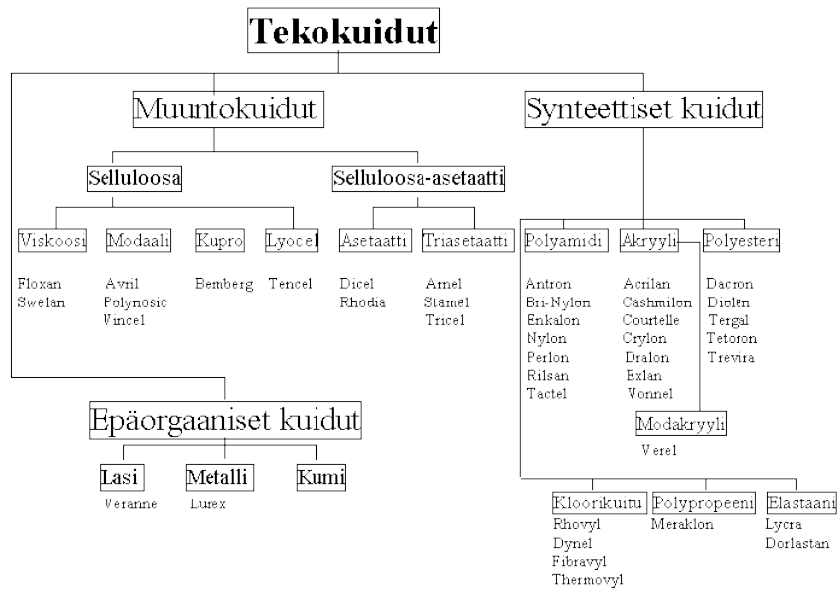 Tekokuidut
Muuntokuidut
Synteettiset kuidut
Selluloosa
Selluloosa-asetaatti
Viskoosi
Modaali
Kupro
Lyocel
Asetaatti
Triasetaatti
Polyamidi
Akryyli
Polyesteri
Floxan
Swelan
Avril
Polynosic
Vincel
Bemberg
Tencel
Dicel
Rhodia
Arnel
Stamel
Tricel
Antron
Bri-Nylon
Enkalon
Nylon
Perlon
Rilsan
Tactel
Acrilan
Cashmilon
Courtelle
Crylon
Dralon
Exlan
Vonnel
Dacron
Diolen
Tergal
Tetoron
Trevira
Modakryyli
Verel
Epäorgaaniset kuidut
Lasi
Metalli
Kumi
Veranne
Lurex
Kloorikuitu
Polypropeeni
Elastaani
Rhovyl
Dynel
Fibravyl
Thermovyl
Meraklon
Lycra
Dorlastan